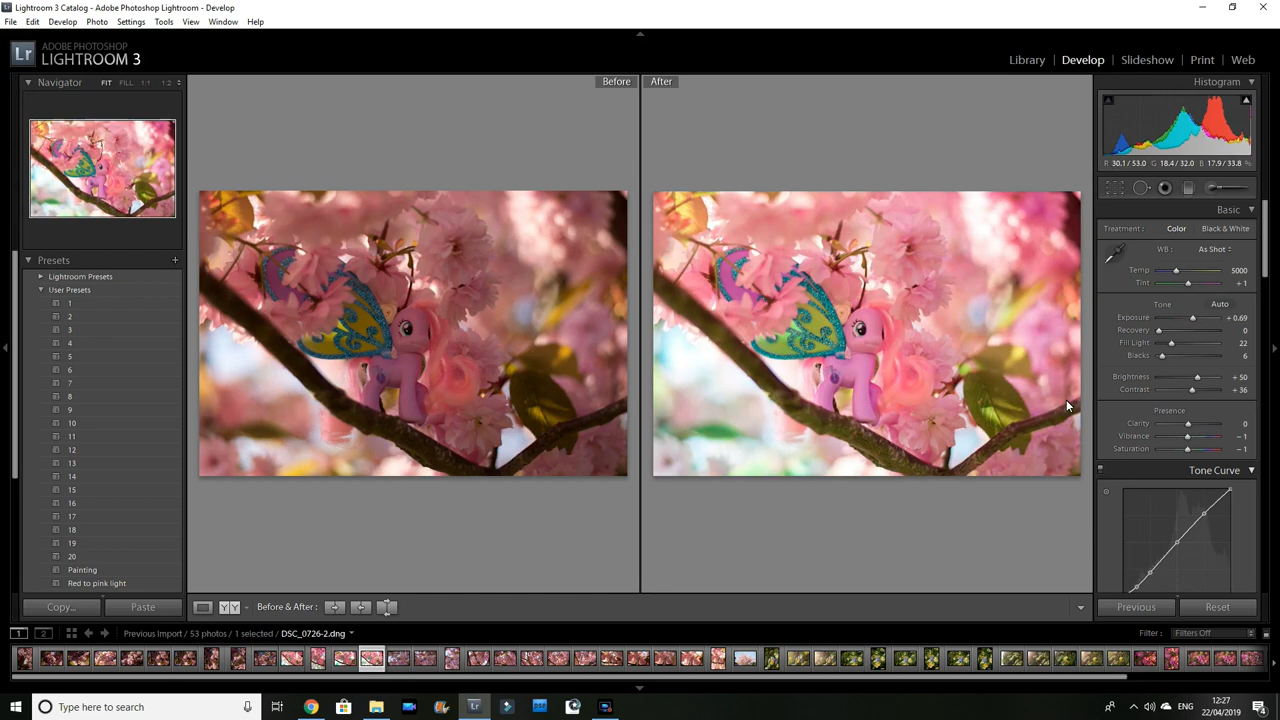 Lightroom 3 Catalog - Adobe Photoshop Lightroom - Develop
File Edit Develop Photo Settings Tools View Window Help
Lr ADOBE PHOTOSHOP
LIGHTROOM 3
Library | Develop | Slideshow | Print | Web
Navigator FIT FILL 1:1 1:2
Before
After
Histogram
R 30.1/53.0 G 18.4/32.0 B 17.9/33.8 %
Basic
Treatment : Color Black & White
WB : As Shot
Temp 5000
Tint + 1
Tone Auto
Exposure + 0.69
Recovery 0
Fill Light 22
Blacks 6
Brightness + 50
Contrast + 36
Presence
Clarity 0
Vibrance – 1
Saturation – 1
Tone Curve
Presets +
Lightroom Presets
User Presets
1
2
3
4
5
6
7
8
9
10
11
12
13
14
15
16
17
18
19
20
Painting
Red to pink light
Copy... Paste
YY Before & After :
Previous Reset
1 2 Previous Import / 53 photos / 1 selected / DSC_0726-2.dng
Filter : Filters Off
Type here to search
Lr
ENG
12:27
22/04/2019
4